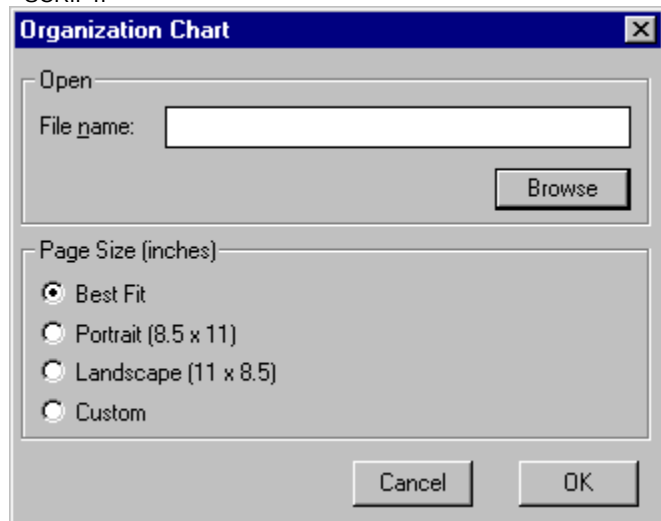 Organization Chart
Open
File name:
Browse
Page Size (inches)
Best Fit
Portrait (8.5 x 11)
Landscape (11 x 8.5)
Custom
Cancel OK